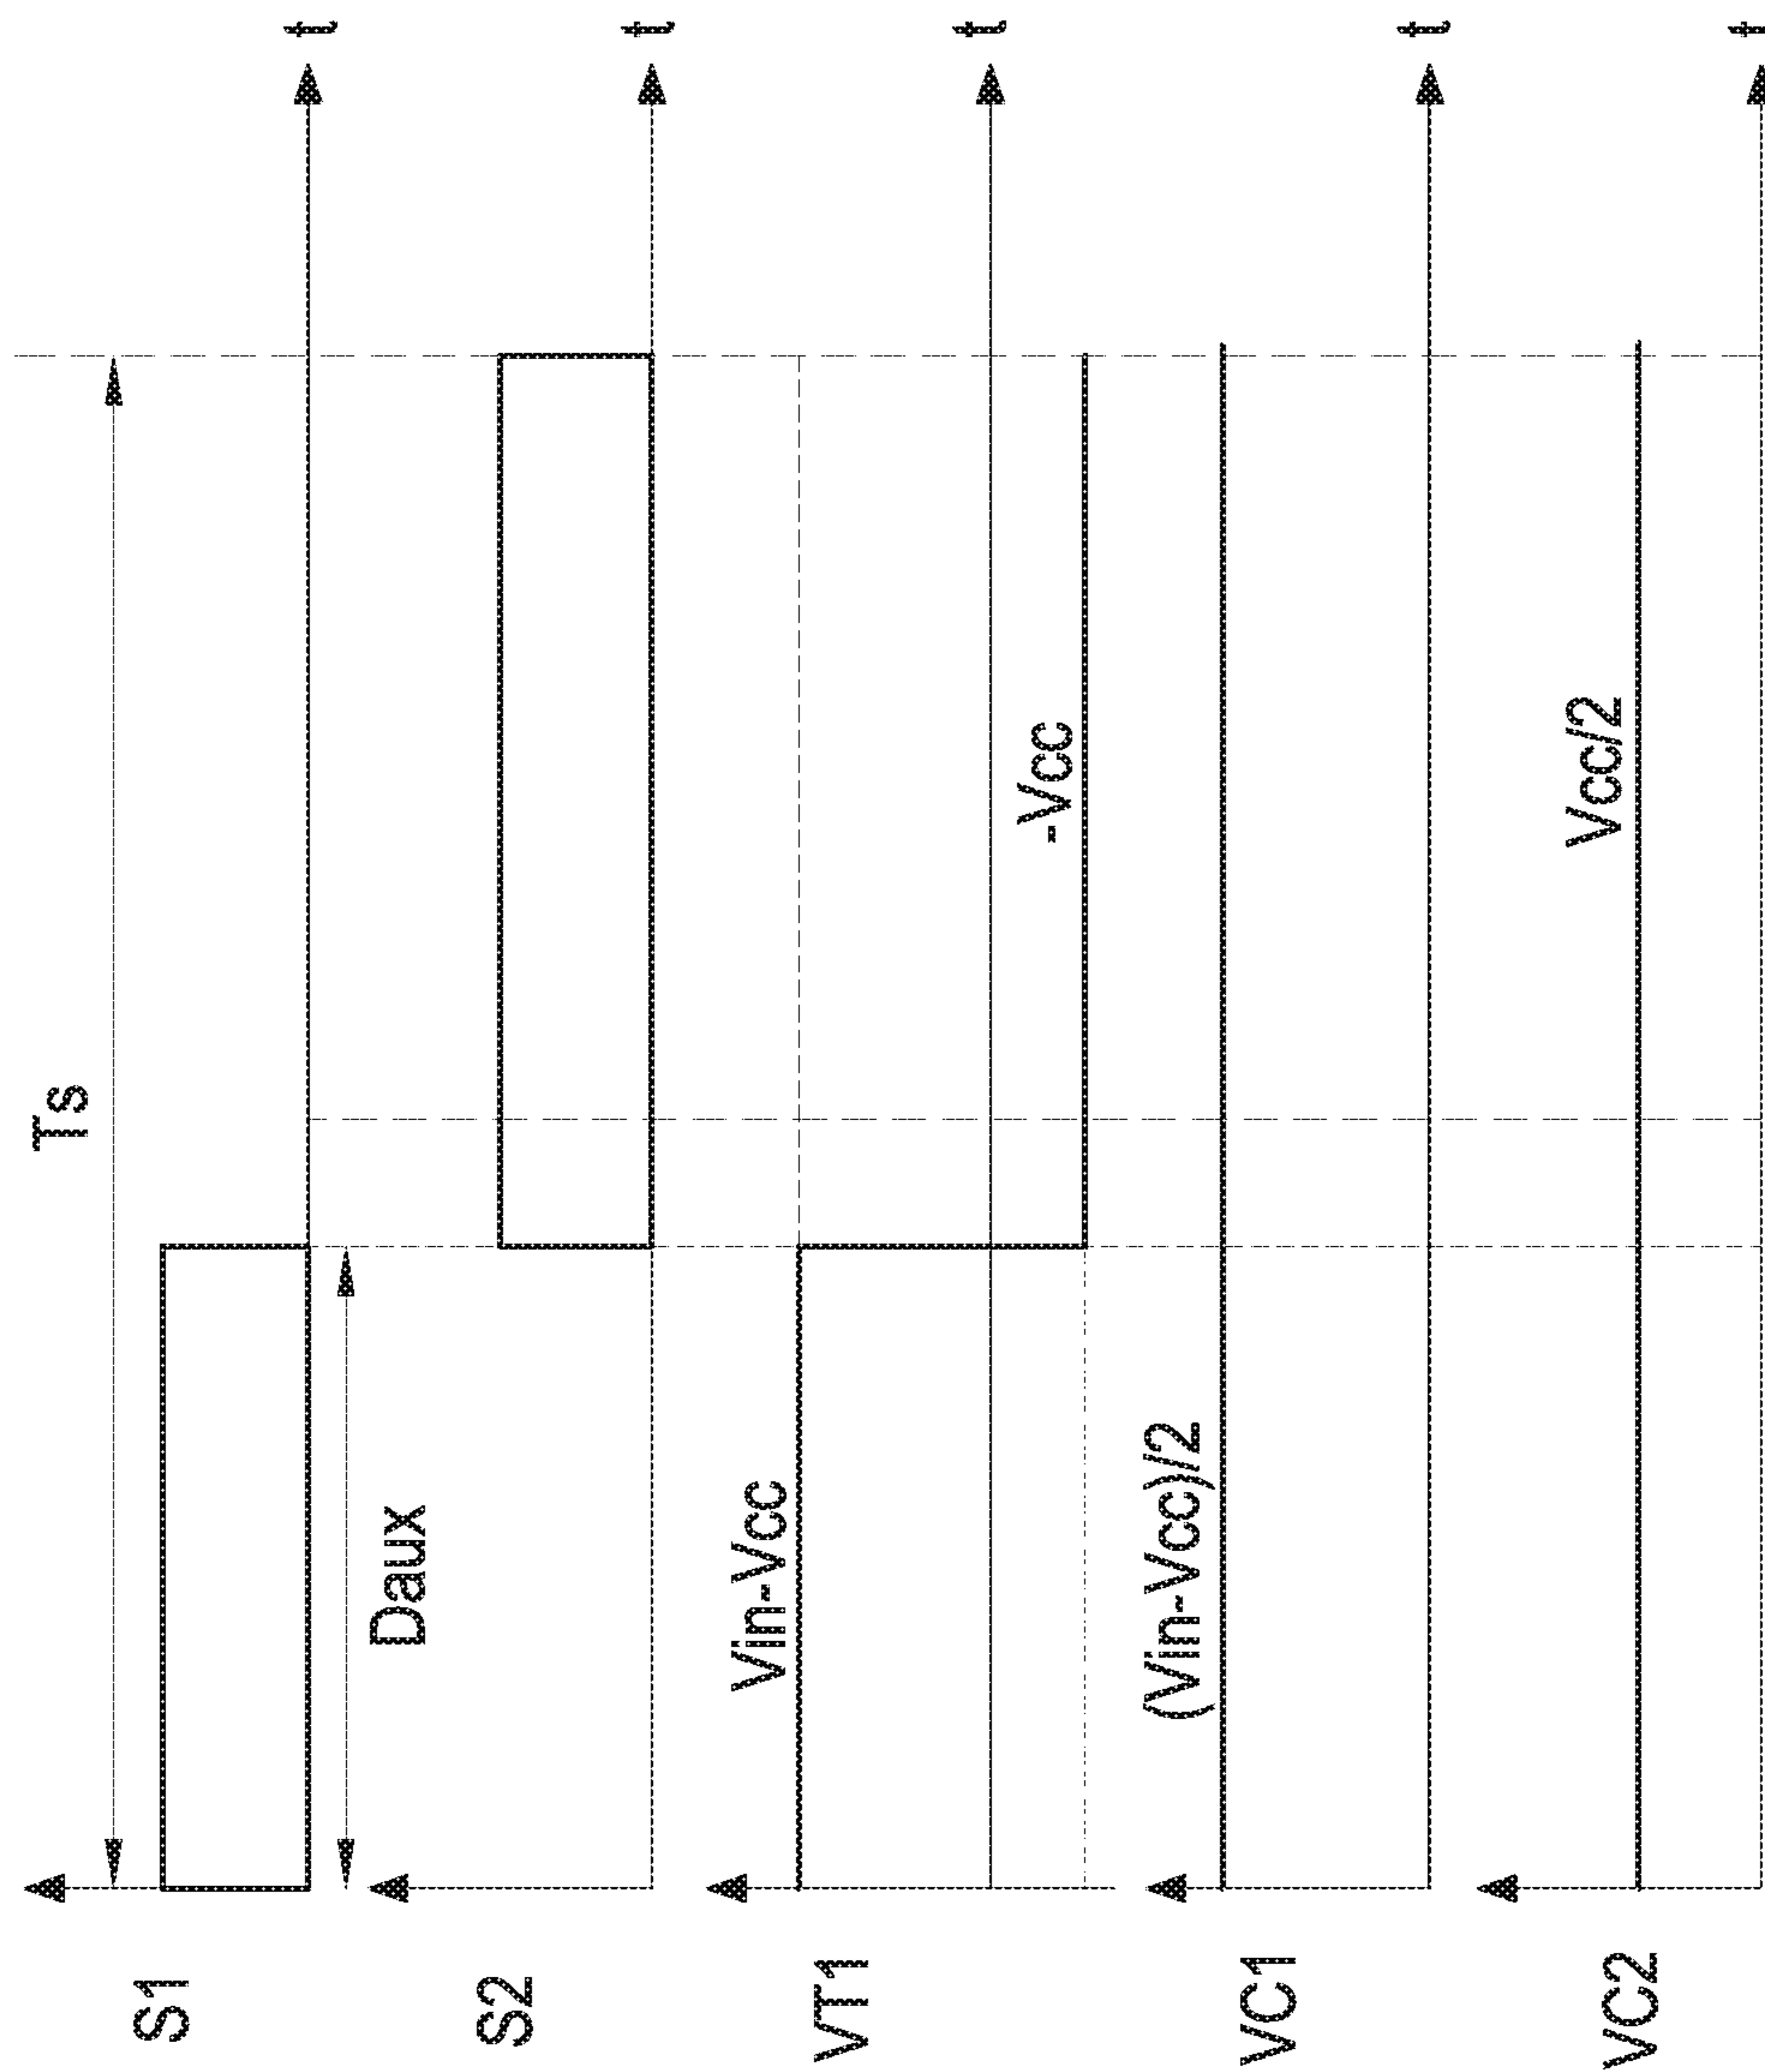 Ts
S1
t
Daux
S2
t
Vin-Vcc
VT1
t
-Vcc
(Vin-Vcc)/2
VC1
t
Vcc/2
VC2
t